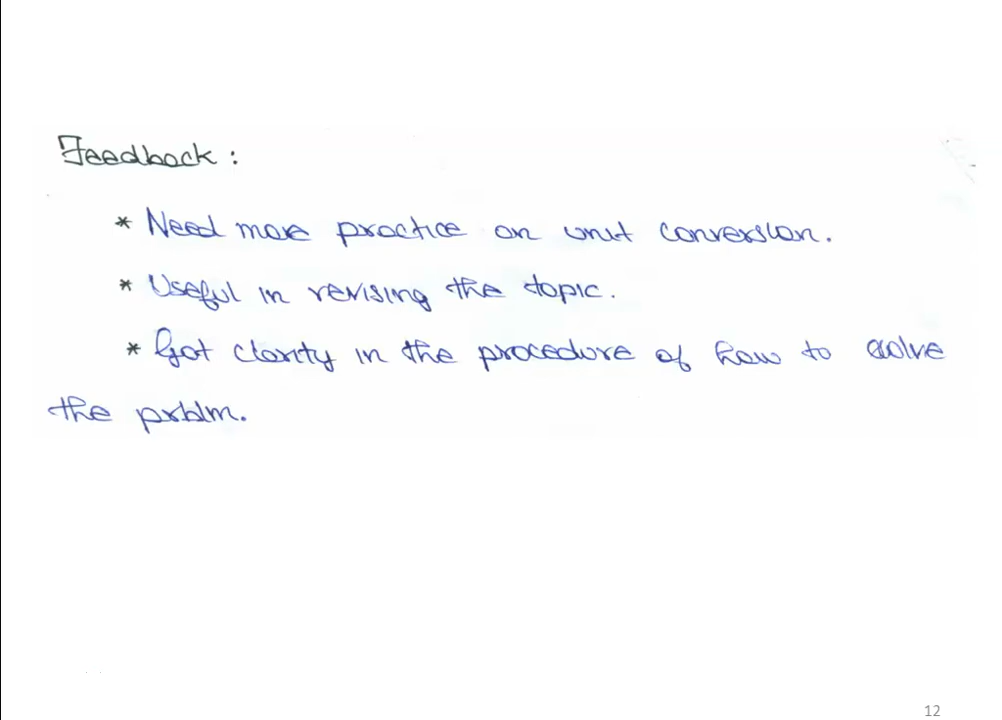 Feedback :
* Need more practice on unit conversion.
* Useful in revising the topic.
* Got clarity in the procedure of how to solve
the prblm.
12